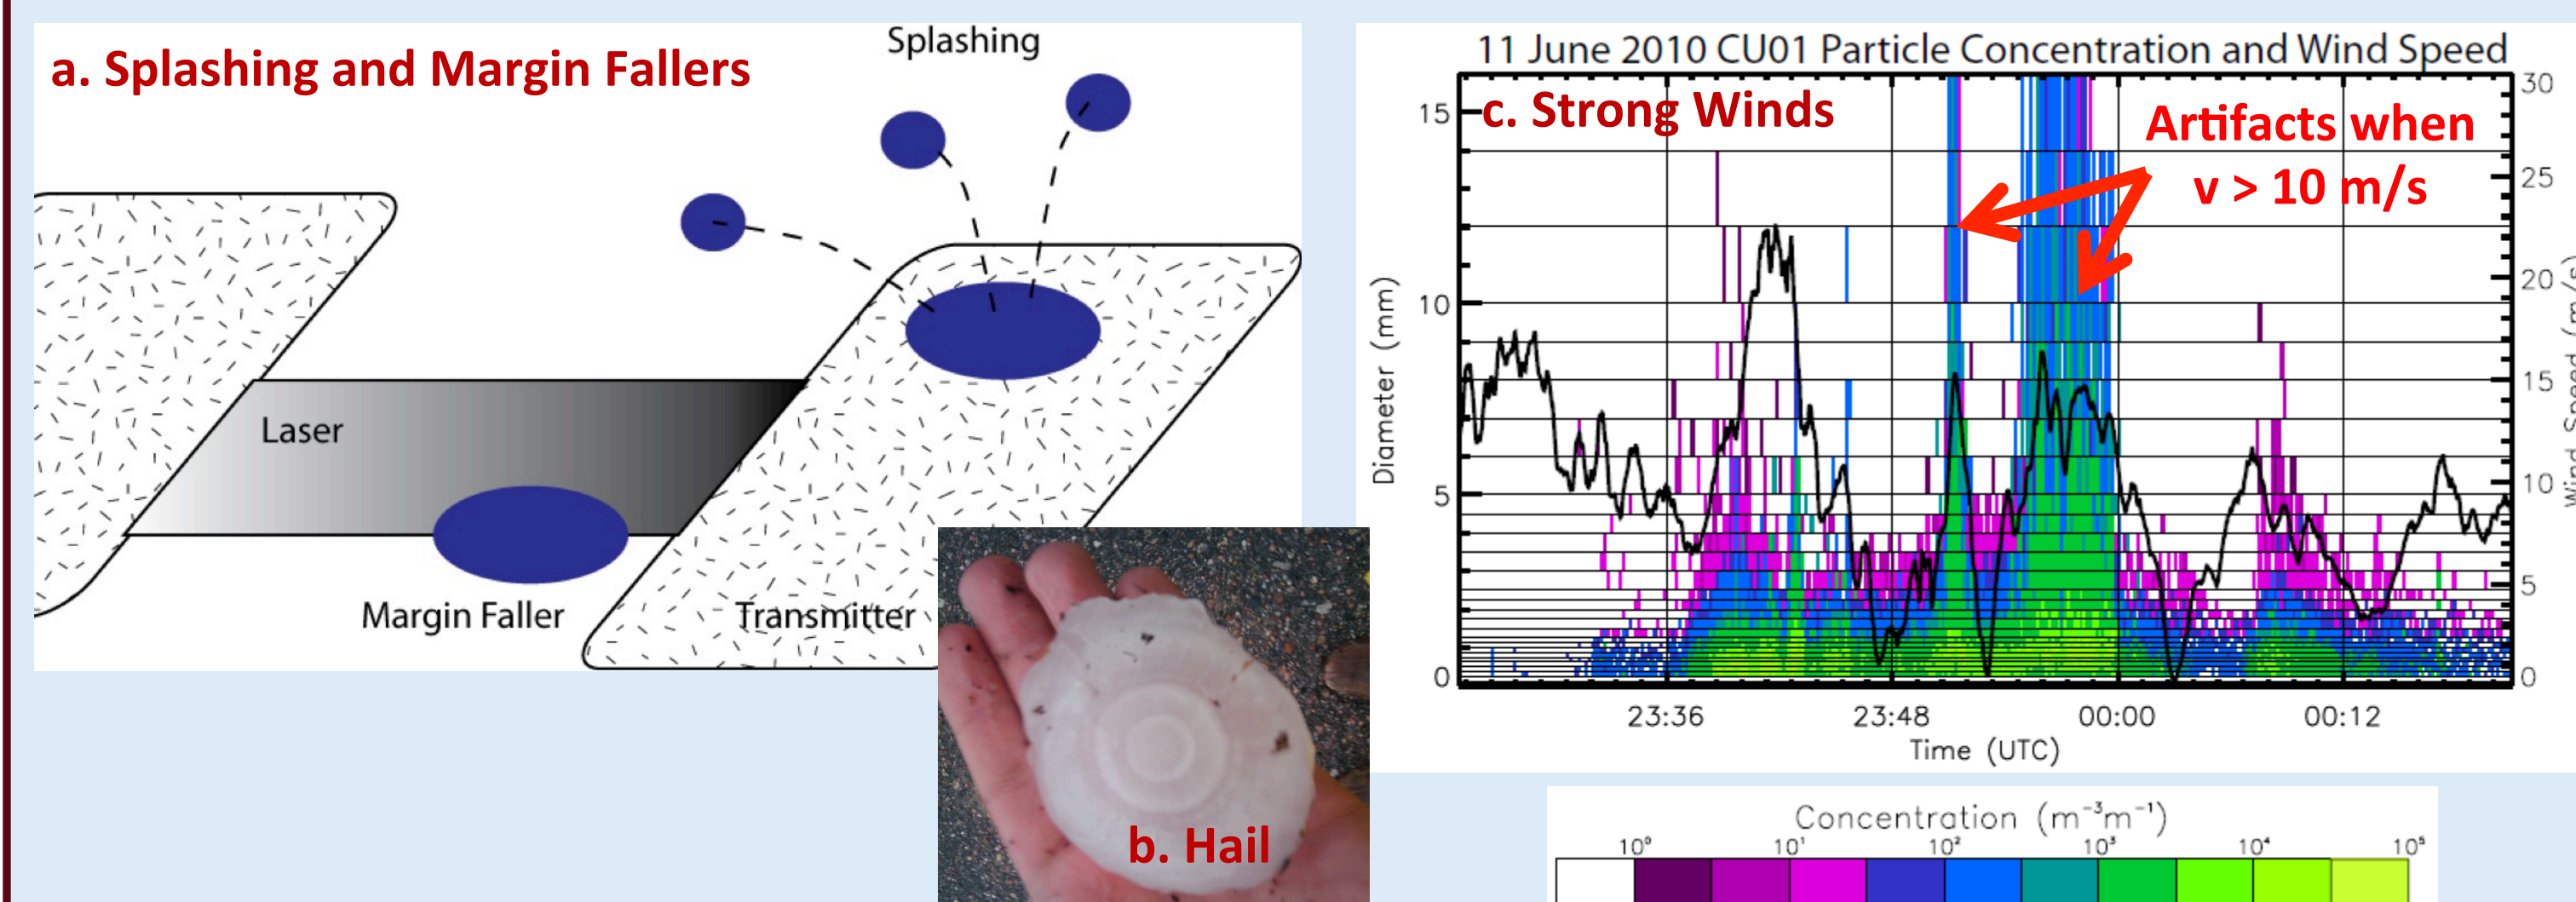 a. Splashing and Margin Fallers
Splashing
Laser
Margin Faller
Transmitter
b. Hail
11 June 2010 CU01 Particle Concentration and Wind Speed
c. Strong Winds
Artifacts when
v > 10 m/s
Diameter (mm)
15
10
5
0
30
25
20
15
10
5
0
Wind Speed (m/s)
23:36
23:48
00:00
00:12
Time (UTC)
Concentration (m⁻³m⁻¹)
10⁰
10¹
10²
10³
10⁴
10⁵